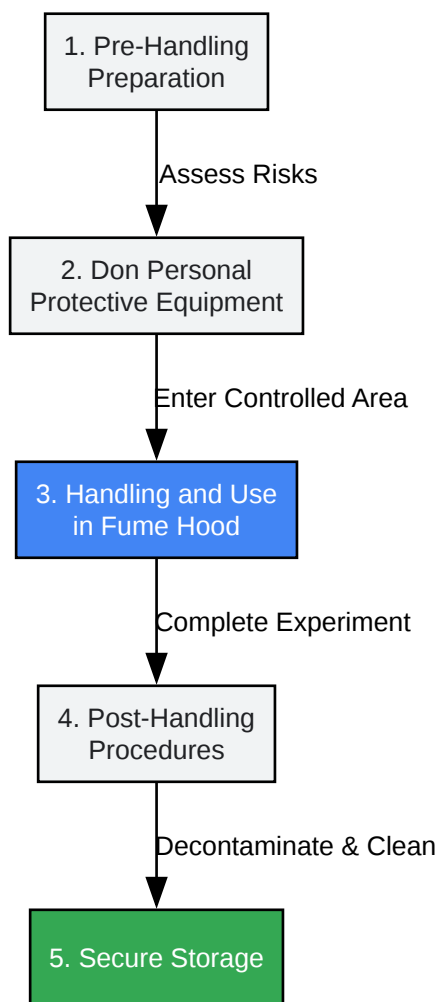 1. Pre-Handling
Preparation
Assess Risks
2. Don Personal
Protective Equipment
Enter Controlled Area
3. Handling and Use
in Fume Hood
Complete Experiment
4. Post-Handling
Procedures
Decontaminate & Clean
5. Secure Storage